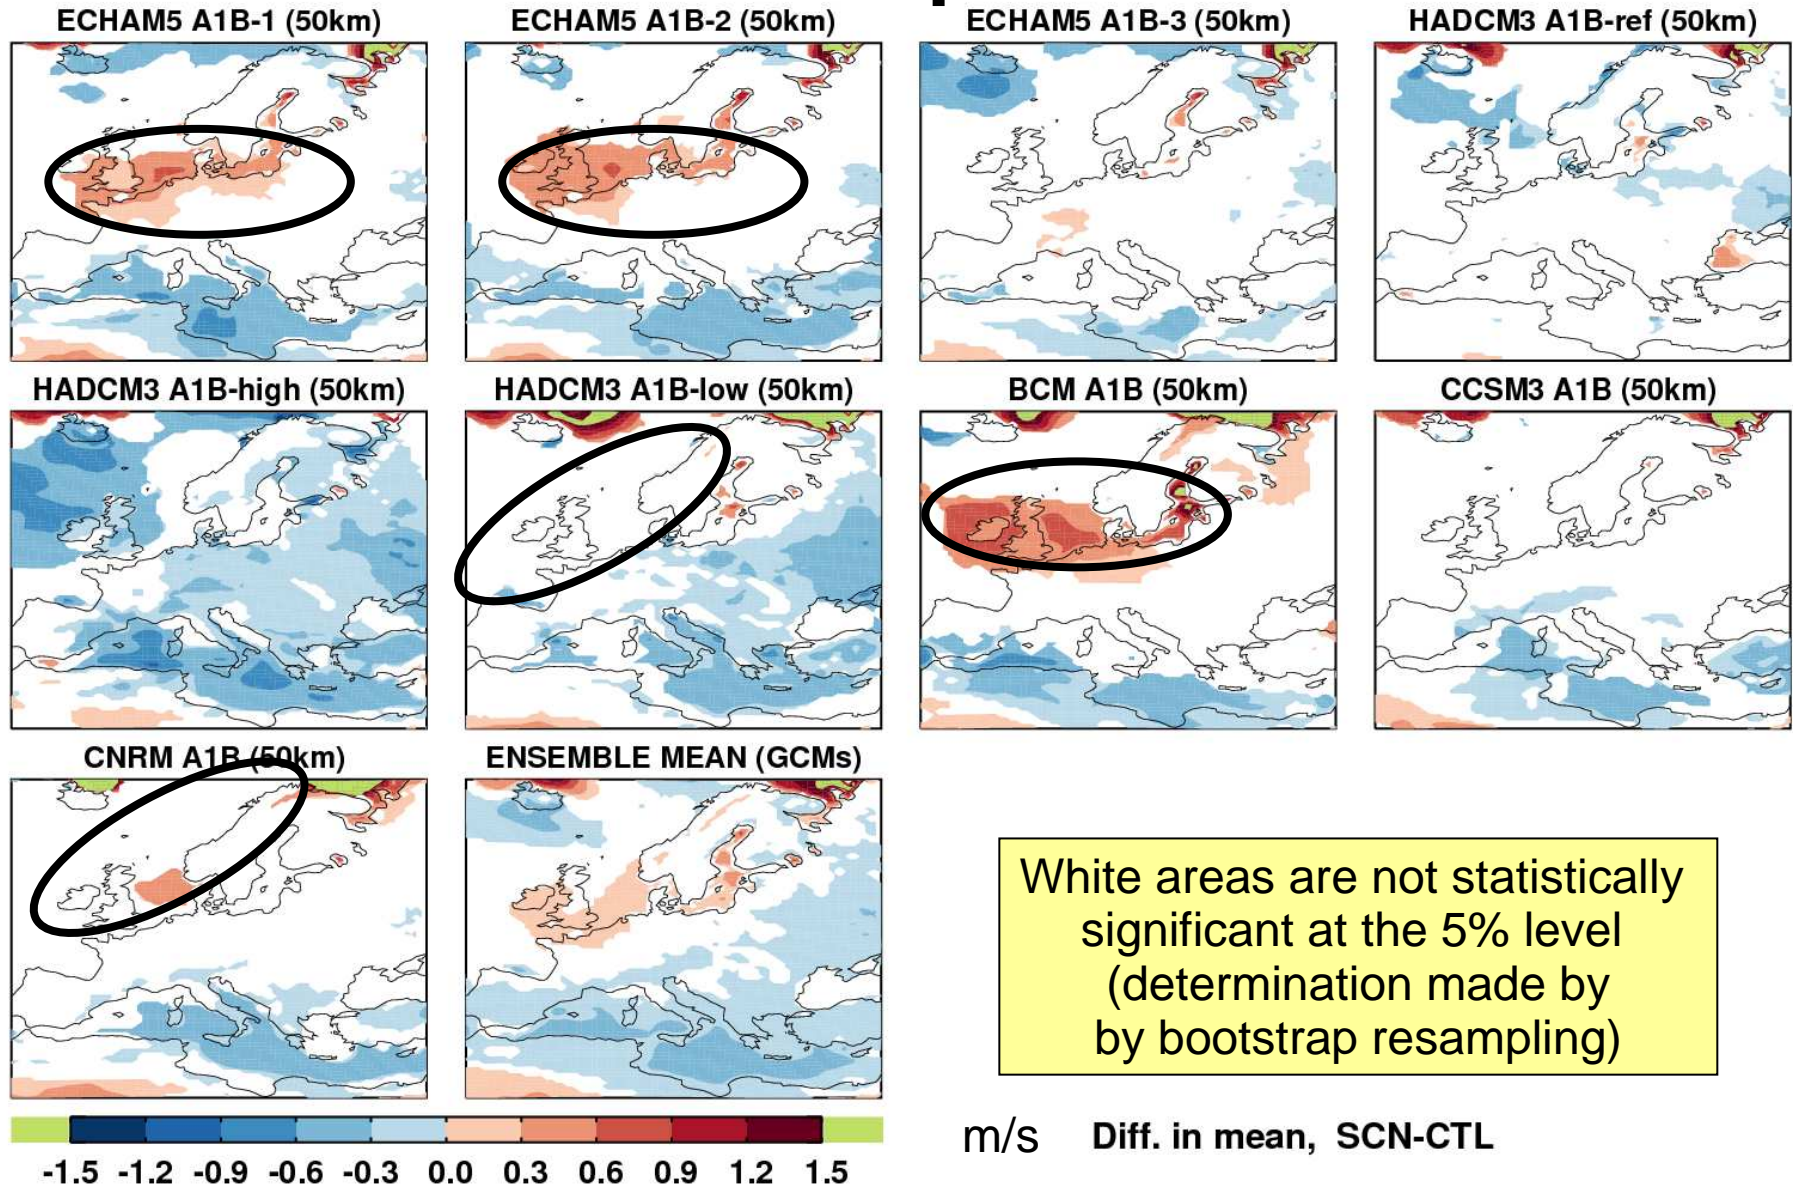 ECHAM5 A1B-1 (50km)
ECHAM5 A1B-2 (50km)
ECHAM5 A1B-3 (50km)
HADCM3 A1B-ref (50km)
HADCM3 A1B-high (50km)
HADCM3 A1B-low (50km)
BCM A1B (50km)
CCSM3 A1B (50km)
CNRM A1B (50km)
ENSEMBLE MEAN (GCMs)
White areas are not statistically
significant at the 5% level
(determination made by
by bootstrap resampling)
m/s Diff. in mean, SCN-CTL
-1.5 -1.2 -0.9 -0.6 -0.3 0.0 0.3 0.6 0.9 1.2 1.5